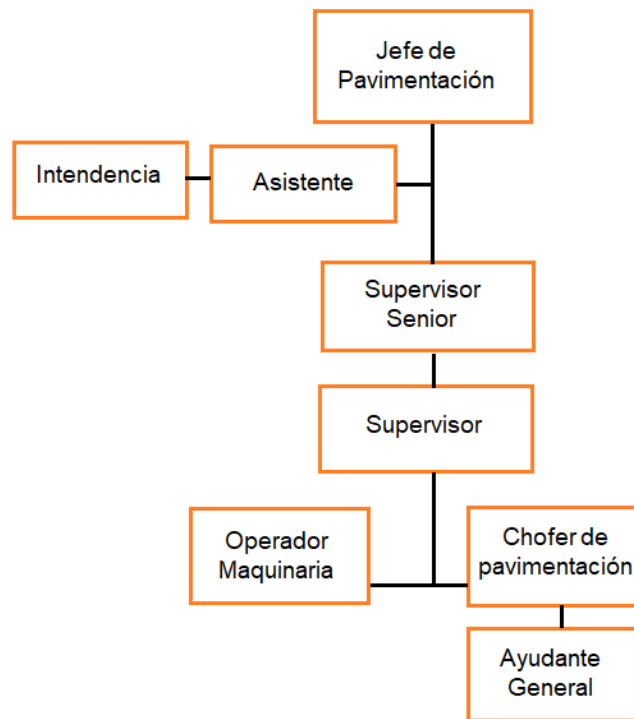 Jefe de
Pavimentación
Intendencia
Asistente
Supervisor
Senior
Supervisor
Operador
Maquinaria
Chofer de
pavimentación
Ayudante
General